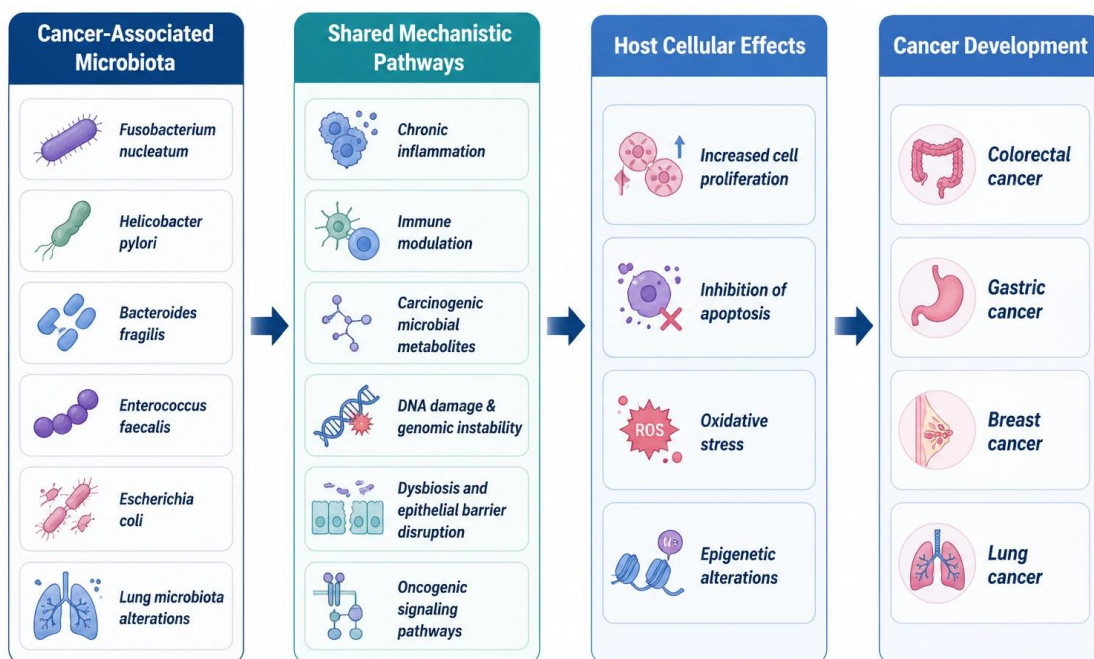 Cancer-Associated
Microbiota
Fusobacterium
nucleatum
Helicobacter
pylori
Bacteroides
fragilis
Enterococcus
faecalis
Escherichia
coli
Lung microbiota
alterations
Shared Mechanistic
Pathways
Chronic
inflammation
Immune
modulation
Carcinogenic
microbial
metabolites
DNA damage &
genomic instability
Dysbiosis and
epithelial barrier
disruption
Oncogenic
signaling
pathways
Host Cellular Effects
Increased cell
proliferation
Inhibition of
apoptosis
ROS
Oxidative
stress
Me
Epigenetic
alterations
Cancer Development
Colorectal
cancer
Gastric
cancer
Breast
cancer
Lung
cancer